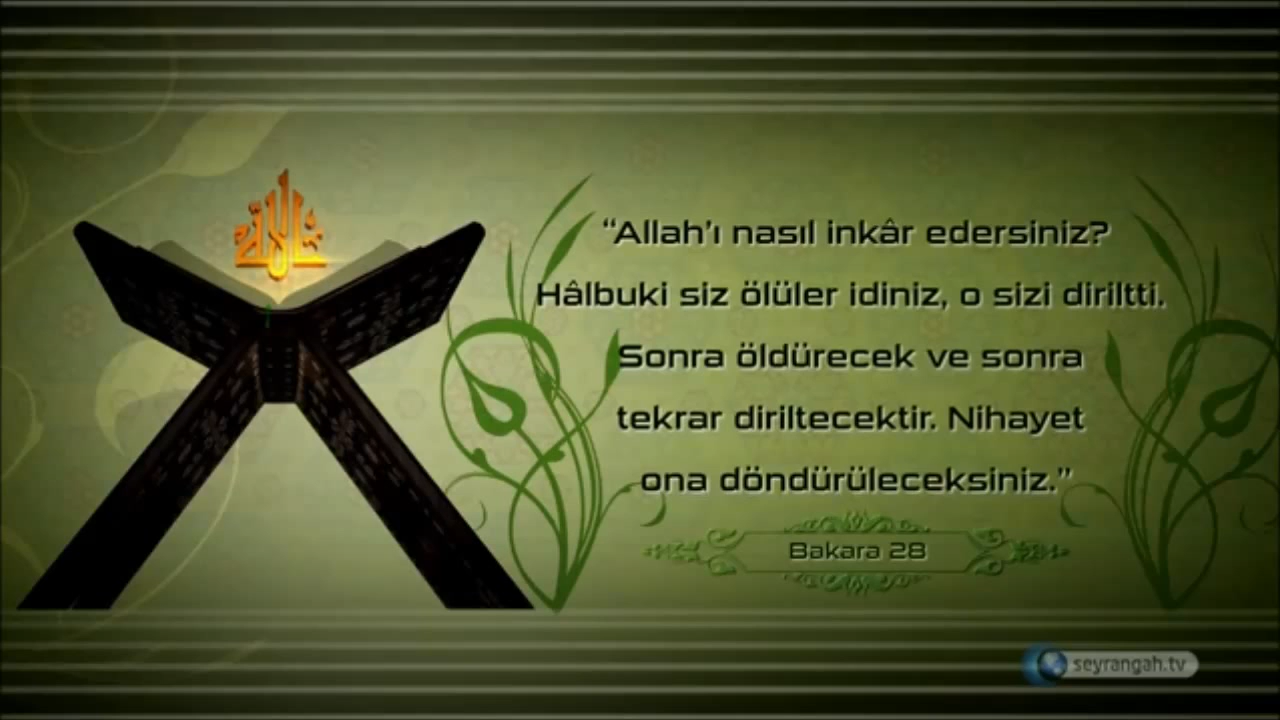 “Allah’ı nasıl inkâr edersiniz?
Hâlbuki siz ölüler idiniz, o sizi diriltti.
Sonra öldürecek ve sonra
tekrar diriltecektir. Nihayet
ona döndürüleceksiniz.”
Bakara 28
seyrangah.tv